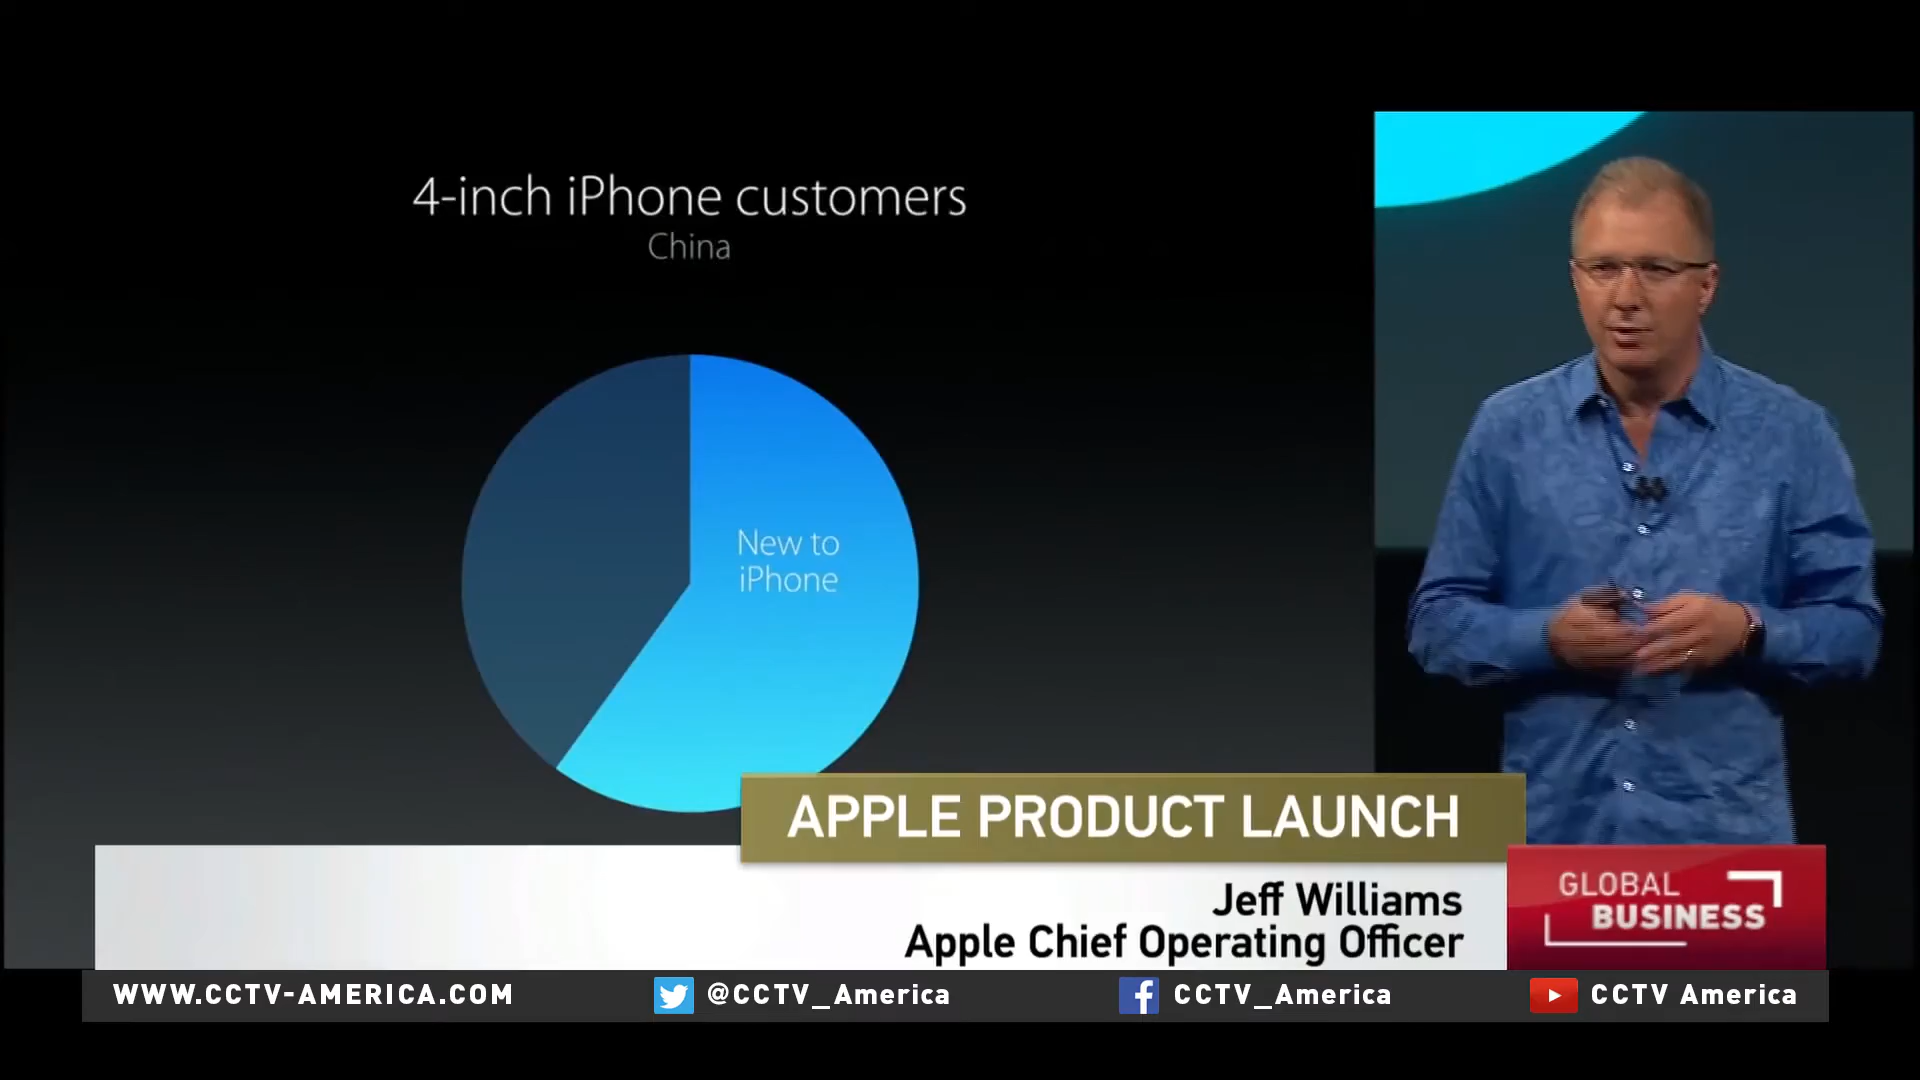 4-inch iPhone customers
China
New to
iPhone
APPLE PRODUCT LAUNCH
Jeff Williams
Apple Chief Operating Officer
GLOBAL
BUSINESS
WWW.CCTV-AMERICA.COM
@CCTV_America
CCTV_America
CCTV America